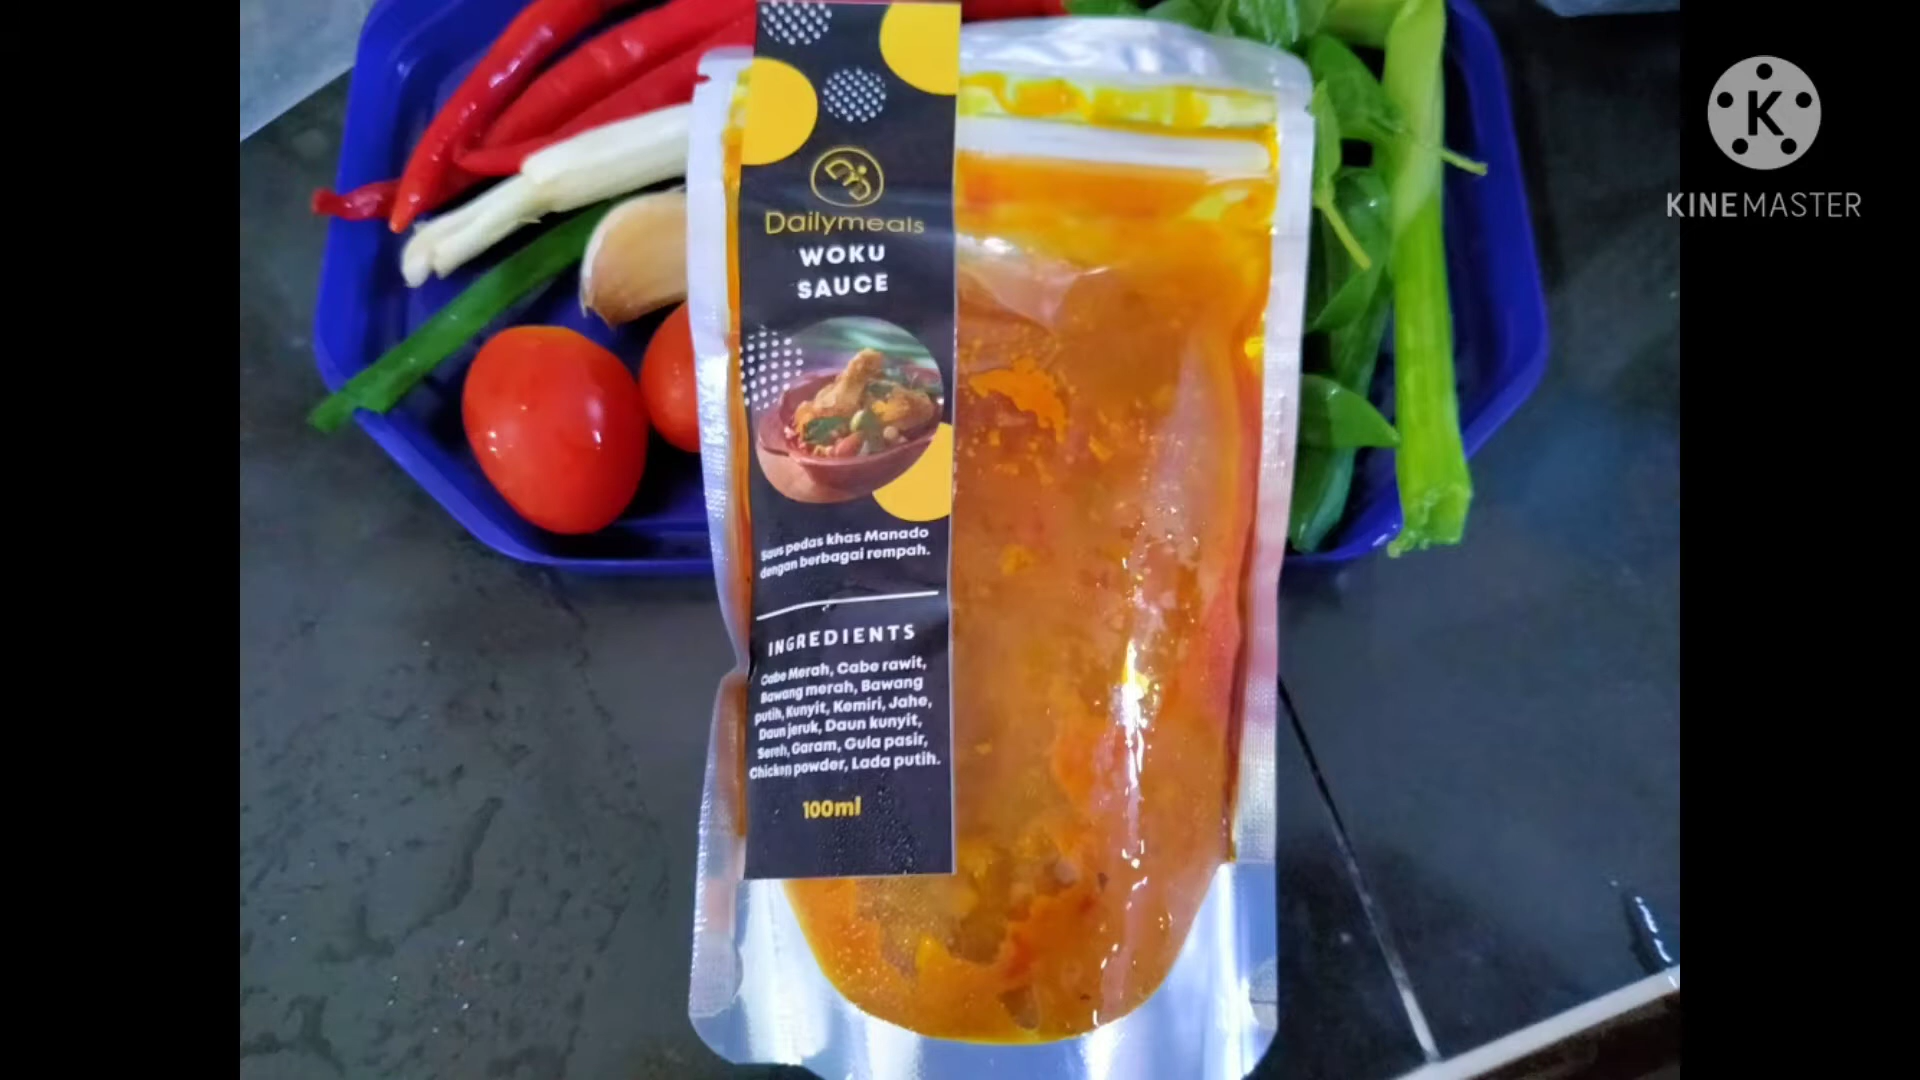 Dailymeals
WOKU
SAUCE
Saus pedas khas Manado
dengan berbagai rempah.
INGREDIENTS
Cabe Merah, Cabe rawit,
Bawang merah, Bawang
putih, Kunyit, Kemiri, Jahe,
Daun jeruk, Daun kunyit,
Sereh, Garam, Gula pasir,
Chicken powder, Lada putih.
100ml
K
KINEMASTER